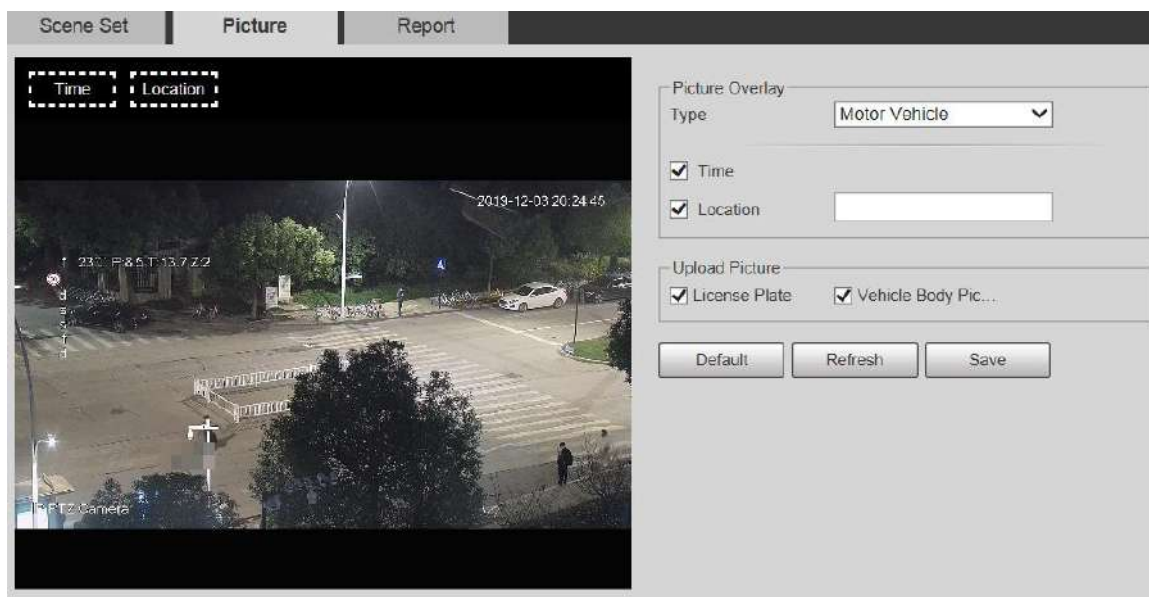 Scene Set Picture Report
Time Location
2019-12-03 20:24:45
IP PTZ Camera
Picture Overlay
Type Motor Vehicle
Time
Location
Upload Picture
License Plate Vehicle Body Pic...
Default Refresh Save